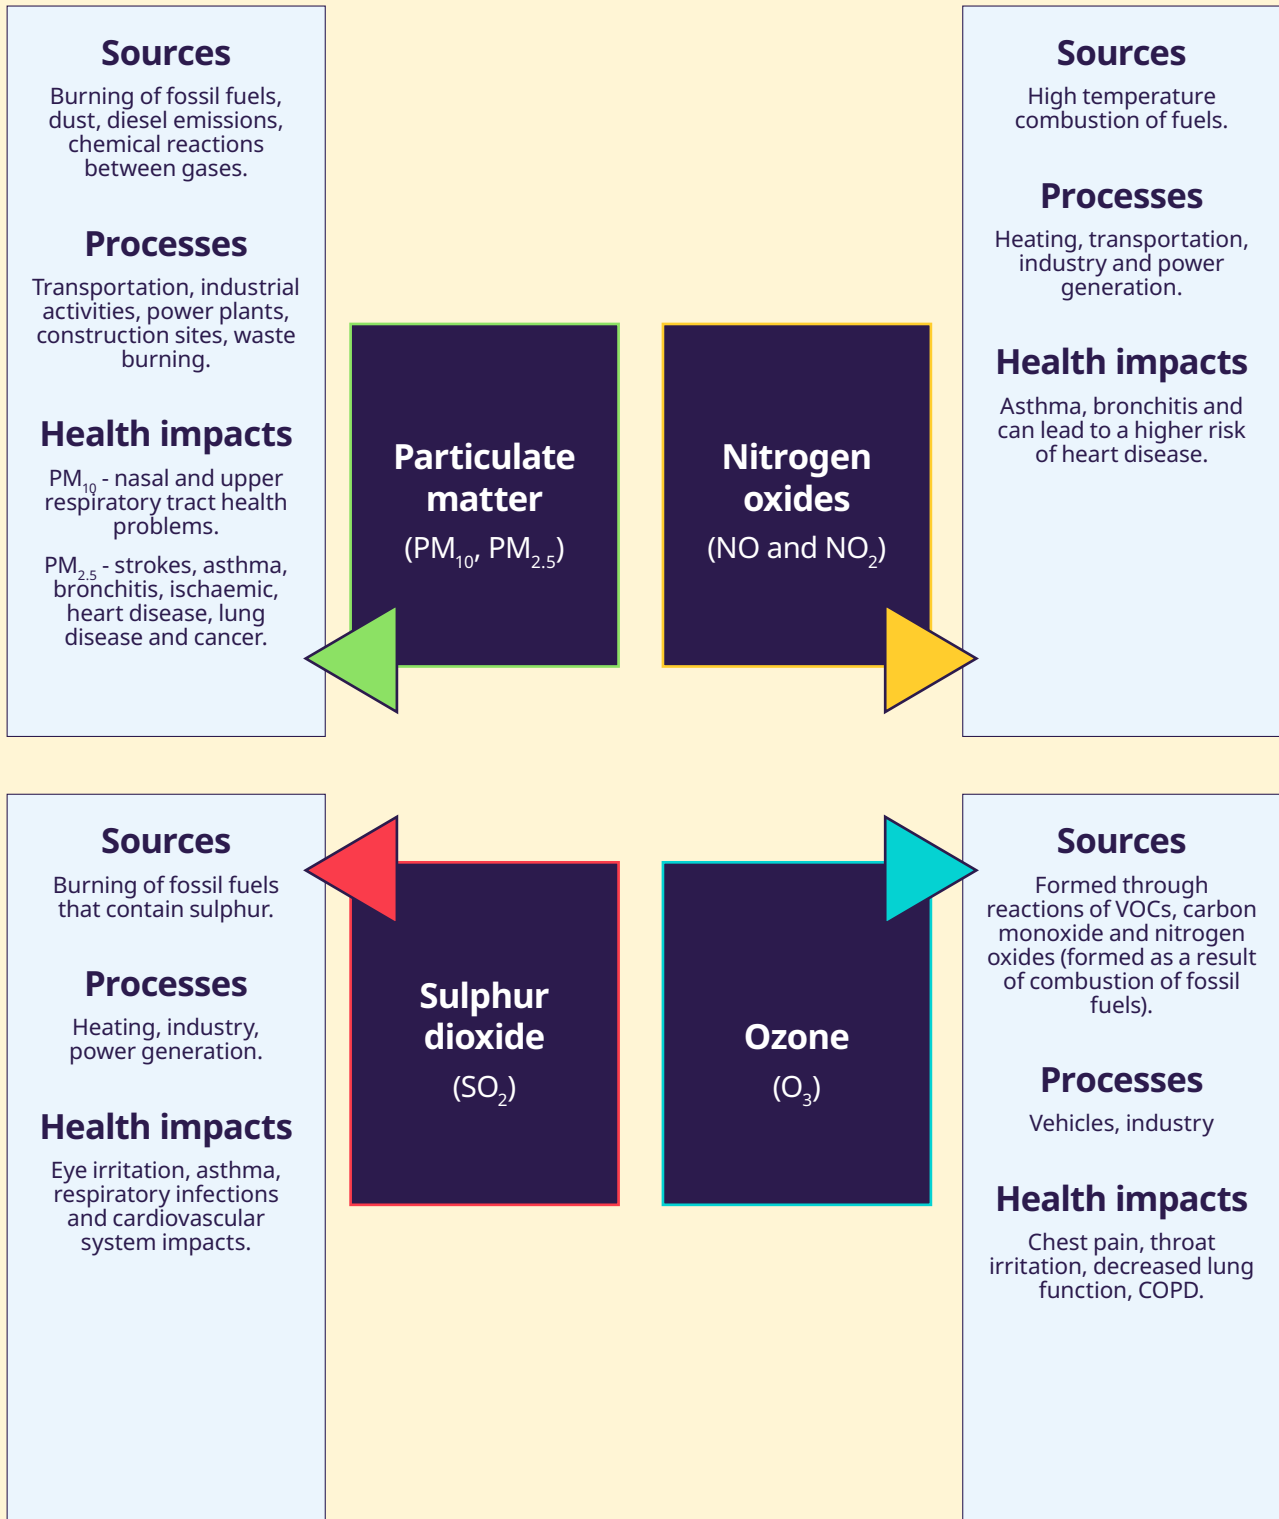 Sources
Burning of fossil fuels,
dust, diesel emissions,
chemical reactions
between gases.
Processes
Transportation, industrial
activities, power plants,
construction sites, waste
burning.
Health impacts
PM₁₀ - nasal and upper
respiratory tract health
problems.
PM₂.₅ - strokes, asthma,
bronchitis, ischaemic,
heart disease, lung
disease and cancer.
Particulate
matter
(PM₁₀, PM₂.₅)
Nitrogen
oxides
(NO and NO₂)
Sources
High temperature
combustion of fuels.
Processes
Heating, transportation,
industry and power
generation.
Health impacts
Asthma, bronchitis and
can lead to a higher risk
of heart disease.
Sources
Burning of fossil fuels
that contain sulphur.
Processes
Heating, industry,
power generation.
Health impacts
Eye irritation, asthma,
respiratory infections
and cardiovascular
system impacts.
Sulphur
dioxide
(SO₂)
Ozone
(O₃)
Sources
Formed through
reactions of VOCs, carbon
monoxide and nitrogen
oxides (formed as a result
of combustion of fossil
fuels).
Processes
Vehicles, industry
Health impacts
Chest pain, throat
irritation, decreased lung
function, COPD.